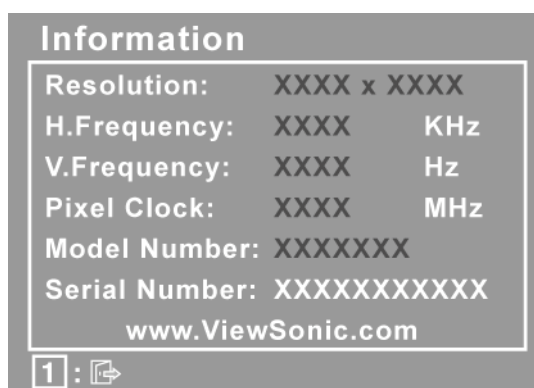 Information
Resolution: XXXX x XXXX
H.Frequency: XXXX KHz
V.Frequency: XXXX Hz
Pixel Clock: XXXX MHz
Model Number: XXXXXXX
Serial Number: XXXXXXXXXXX
www.ViewSonic.com
1 :